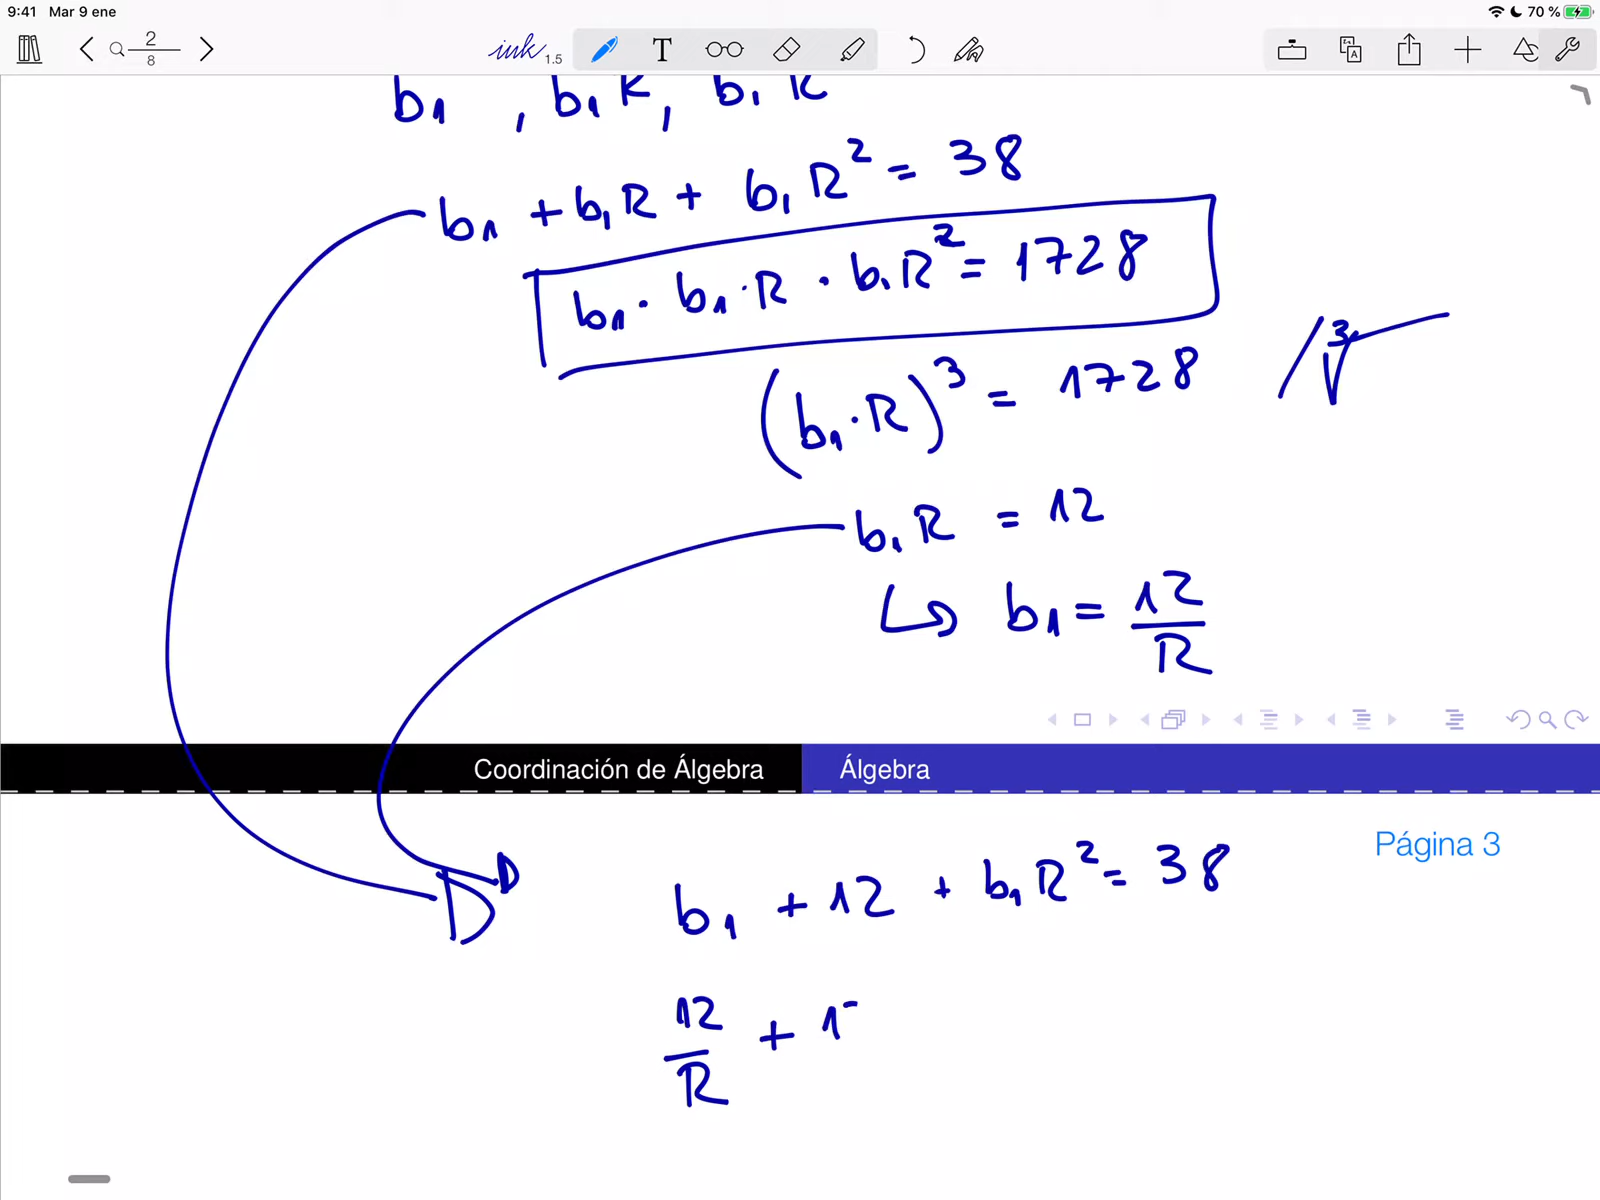 9:41 Mar 9 ene 70 %
2
8
ink 1.5 T
b₁ , b₁R, b₁R
b₁ + b₁R + b₁R² = 38
b₁ · b₁ · R · b₁R² = 1728
(b₁ · R)³ = 1728 /∛
b₁R = 12
↳ b₁ = 12/R
Coordinación de Álgebra Álgebra
Página 3
b₁ + 12 + b₁R² = 38
12/R + 1